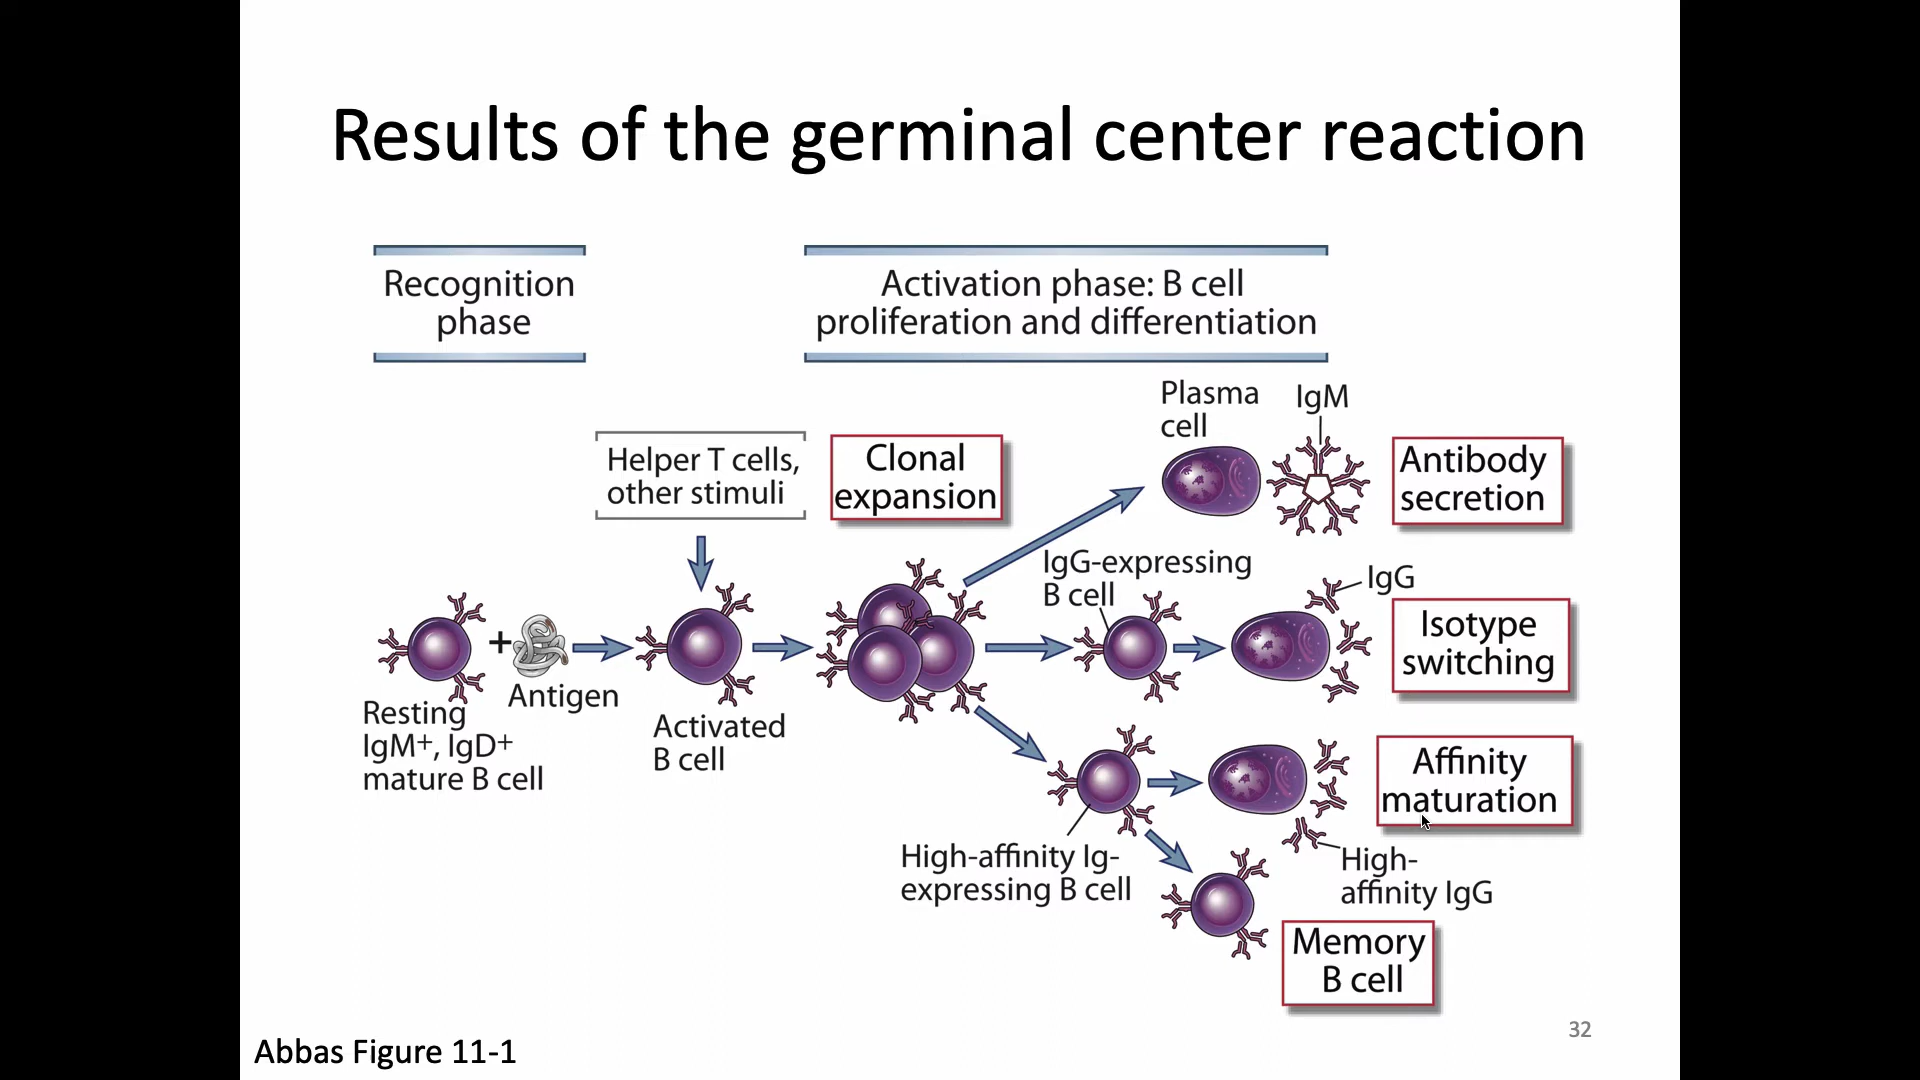 Results of the germinal center reaction
Recognition
phase
Activation phase: B cell
proliferation and differentiation
Helper T cells,
other stimuli
Clonal
expansion
Plasma
cell
IgM
Antibody
secretion
IgG-expressing
B cell
IgG
Isotype
switching
+
Antigen
Resting
IgM+, IgD+
mature B cell
Activated
B cell
Affinity
maturation
High-affinity Ig-
expressing B cell
High-
affinity IgG
Memory
B cell
32
Abbas Figure 11-1